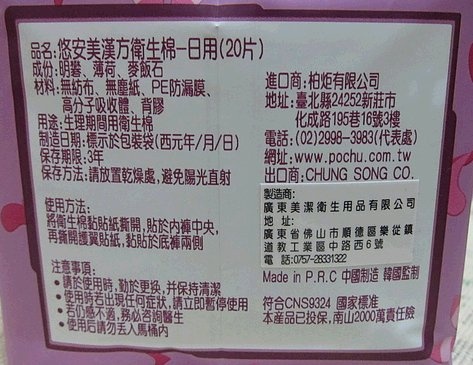 品名:悠安美漢方衛生棉-日用(20片)
成份:明礬、薄荷、麥飯石
材料:無紡布、無塵紙、PE防漏膜、
高分子吸收體、背膠
用途:生理期間用衛生棉
制造日期:標示於包裝袋(西元年/月/日)
保存期限:3年
保存方法:請放置乾燥處,避免陽光直射
使用方法:
將衛生棉黏貼紙撕開,貼於內褲中央,
再撕開護翼貼紙,黏貼於底褲兩側
注意事項:
●請於使用時,勤於更換,并保持清潔
●使用時若出現任何症狀,請立即暫停使用
●若仍感不適,務必咨詢醫生
●使用后請勿丟入馬桶内
進口商:柏炬有限公司
地址:臺北縣24252新莊市
化成路195巷16號3樓
電話:(02)2998-3983(代表處)
網址:www.pochu.com.tw
出口商:CHUNG SONG CO.
製造商:
廣東美潔衛生用品有限公司
地 址:
廣東省佛山市順德區樂從鎮
道教工業區中路西6號
電 話:0757-28331322
Made in P.R.C 中國制造 韓國監制
符合CNS9324 國家標准
本産品已投保,南山2000萬責任險